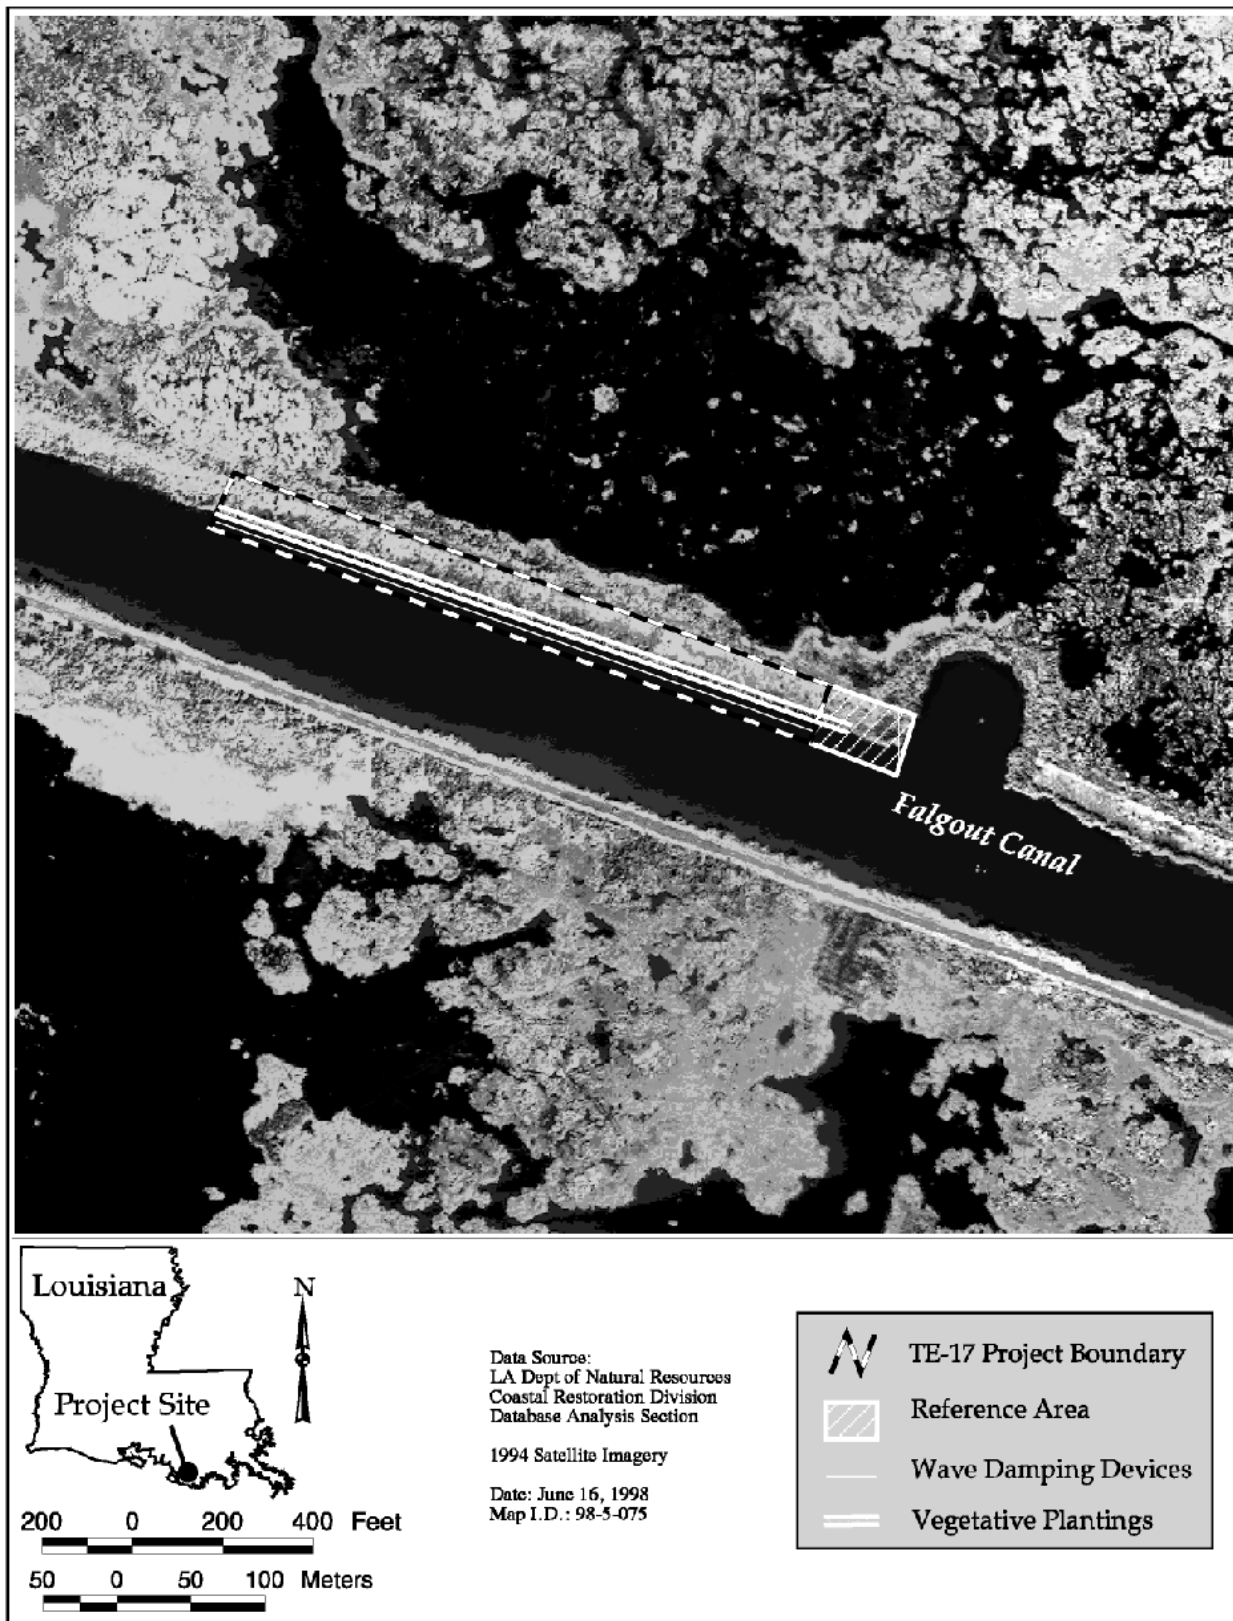 Falgout Canal
Louisiana
N
Project Site
200 0 200 400 Feet
50 0 50 100 Meters
Data Source:
LA Dept of Natural Resources
Coastal Restoration Division
Database Analysis Section
1994 Satellite Imagery
Date: June 16, 1998
Map I.D.: 98-5-075
TE-17 Project Boundary
Reference Area
Wave Damping Devices
Vegetative Plantings